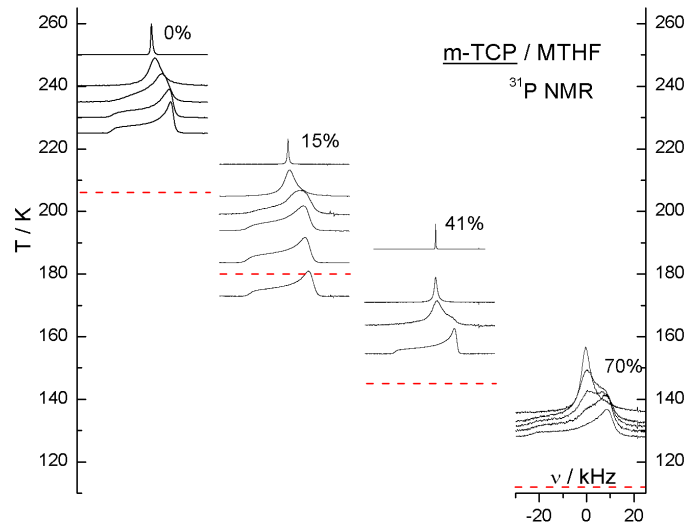 260 0% m-TCP / MTHF 260
31P NMR
240 240
220 15% 220
200 41% 200
T / K
180 180
160 160
140 70% 140
120 ν / kHz 120
-20 0 20